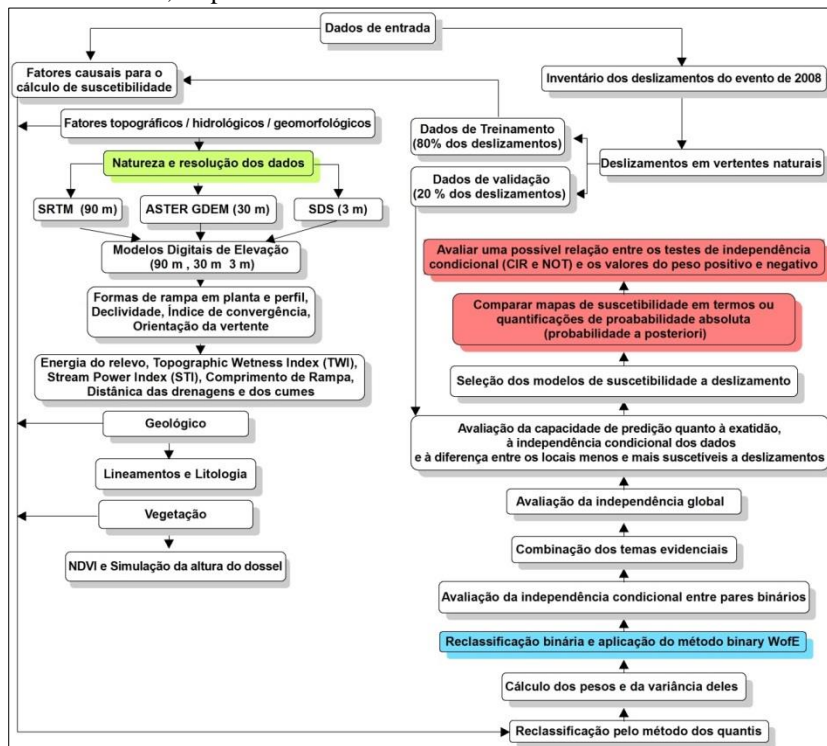 Dados de entrada
Fatores causais para o
cálculo de suscetibilidade
Inventário dos deslizamentos do evento de 2008
Fatores topográficos / hidrológicos / geomorfológicos
Dados de Treinamento
(80% dos deslizamentos)
Deslizamentos em vertentes naturais
Dados de validação
(20 % dos deslizamentos)
Natureza e resolução dos dados
SRTM (90 m)
ASTER GDEM (30 m)
SDS (3 m)
Modelos Digitais de Elevação
(90 m , 30 m 3 m)
Formas de rampa em planta e perfil,
Declividade, Índice de convergência,
Orientação da vertente
Energia do relevo, Topographic Wetness Index (TWI),
Stream Power Index (STI), Comprimento de Rampa,
Distânica das drenagens e dos cumes
Geológico
Lineamentos e Litologia
Vegetação
NDVI e Simulação da altura do dossel
Avaliar uma possivel relação entre os testes de independência
condicional (CIR e NOT) e os valores do peso positivo e negativo
Comparar mapas de suscetibilidade em termos ou
quantificações de proababilidade absoluta
(probabilidade a posteriori)
Seleção dos modelos de suscetibilidade a deslizamento
Avaliação da capacidade de predição quanto à exatidão,
à independência condicional dos dados
e à diferença entre os locais menos e mais suscetíveis a deslizamentos
Avaliação da independência global
Combinação dos temas evidenciais
Avaliação da independência condicional entre pares binários
Reclassificação binária e aplicação do método binary WofE
Cálculo dos pesos e da variância deles
Reclassificação pelo método dos quantis